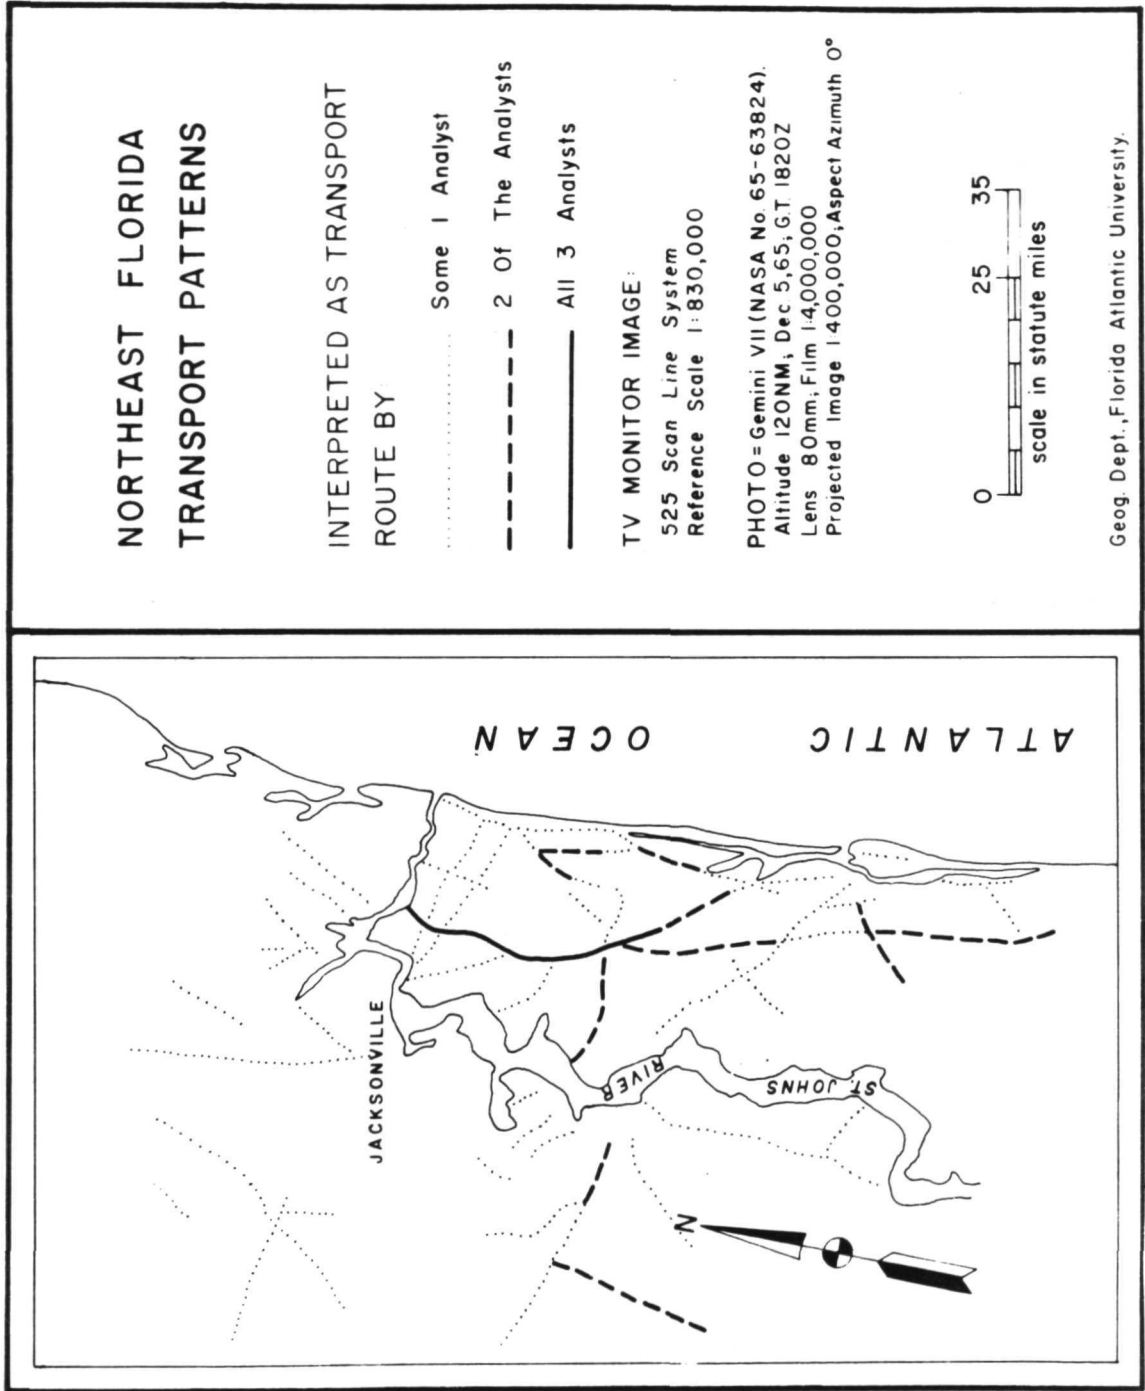 NORTHEAST FLORIDA
TRANSPORT PATTERNS
INTERPRETED AS TRANSPORT
ROUTE BY
Some 1 Analyst
2 Of The Analysts
All 3 Analysts
TV MONITOR IMAGE:
525 Scan Line System
Reference Scale 1:830,000
PHOTO = Gemini VII (NASA No. 65-63824).
Altitude 120NM; Dec. 5,65; G.T. 1820Z
Lens 80mm; Film 1:4,000,000
Projected Image 1:400,000; Aspect Azimuth 0°
0 25 35
scale in statute miles
Geog. Dept., Florida Atlantic University.
ATLANTIC OCEAN
JACKSONVILLE
ST. JOHNS RIVER
N